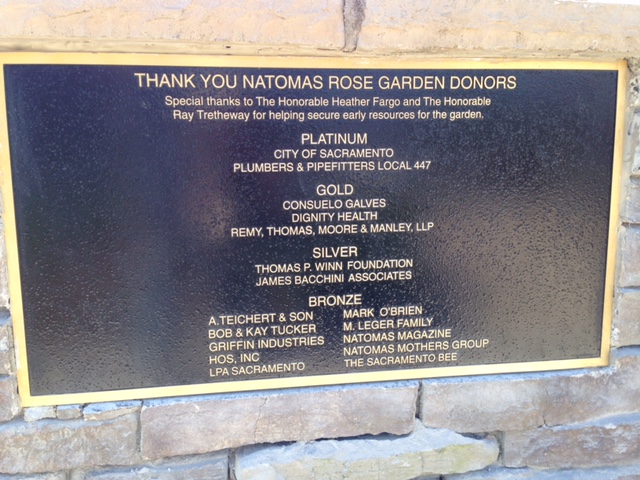 THANK YOU NATOMAS ROSE GARDEN DONORS
Special thanks to The Honorable Heather Fargo and The Honorable
Ray Tretheway for helping secure early resources for the garden.
PLATINUM
CITY OF SACRAMENTO
PLUMBERS & PIPEFITTERS LOCAL 447
GOLD
CONSUELO GALVES
DIGNITY HEALTH
REMY, THOMAS, MOORE & MANLEY, LLP
SILVER
THOMAS P. WINN FOUNDATION
JAMES BACCHINI ASSOCIATES
BRONZE
A.TEICHERT & SON
BOB & KAY TUCKER
GRIFFIN INDUSTRIES
HOS, INC
LPA SACRAMENTO
MARK O'BRIEN
M. LEGER FAMILY
NATOMAS MAGAZINE
NATOMAS MOTHERS GROUP
THE SACRAMENTO BEE